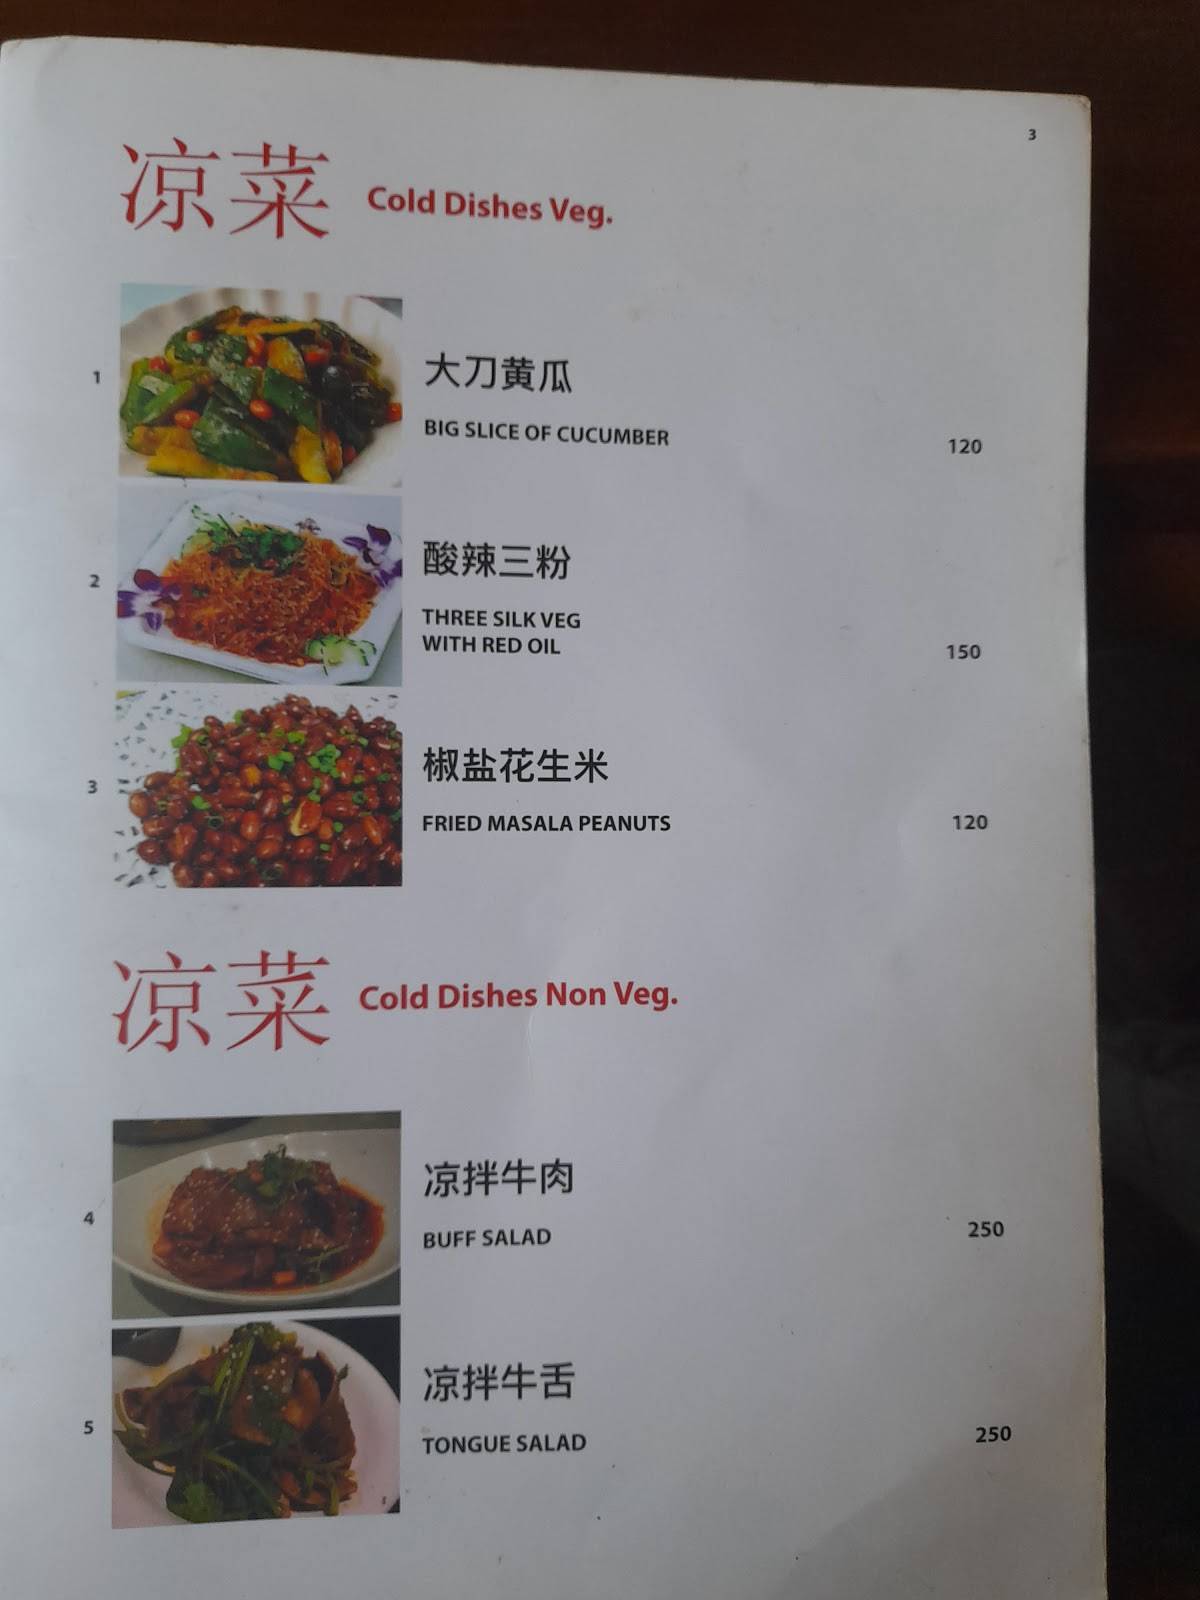 3
凉菜 Cold Dishes Veg.
1
大刀黄瓜
BIG SLICE OF CUCUMBER 120
2
酸辣三粉
THREE SILK VEG
WITH RED OIL 150
3
椒盐花生米
FRIED MASALA PEANUTS 120
凉菜 Cold Dishes Non Veg.
4
凉拌牛肉
BUFF SALAD 250
5
凉拌牛舌
TONGUE SALAD 250